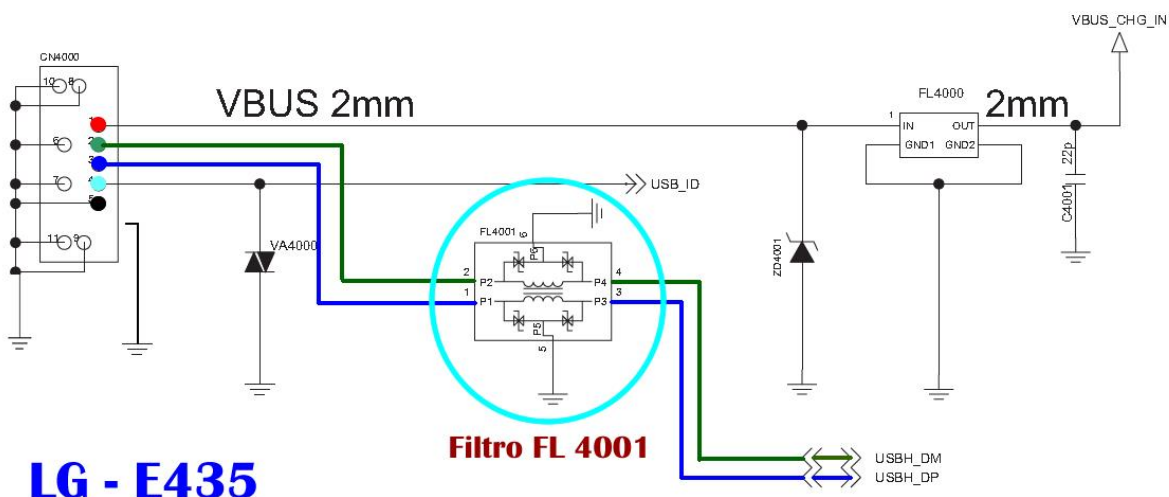 VBUS_CHG_IN
CN4000
10 8
1
VBUS 2mm
FL4000
2mm
1
IN OUT
GND1 GND2
22p
C4001
6
2
3
7
4
USB_ID
5
11 9
VA4000
FL4001
6
P6
2 P2 P4 4
1 P1 P3 3
P5
5
ZD4001
Filtro FL 4001
USBH_DM
USBH_DP
LG - E435